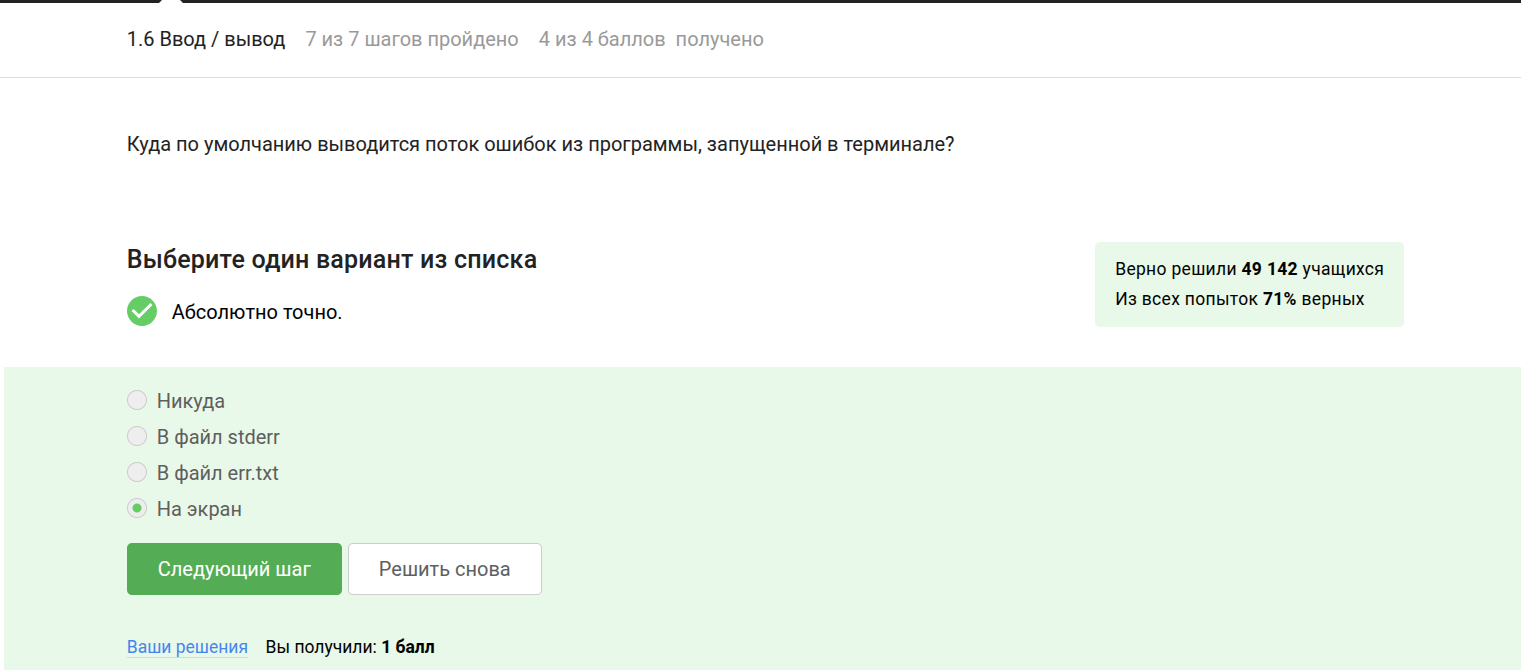 1.6 Ввод / вывод 7 из 7 шагов пройдено 4 из 4 баллов получено
Куда по умолчанию выводится поток ошибок из программы, запущенной в терминале?
Выберите один вариант из списка
Верно решили 49 142 учащихся
Из всех попыток 71% верных
Абсолютно точно.
Никуда
В файл stderr
В файл err.txt
На экран
Следующий шаг Решить снова
Ваши решения Вы получили: 1 балл